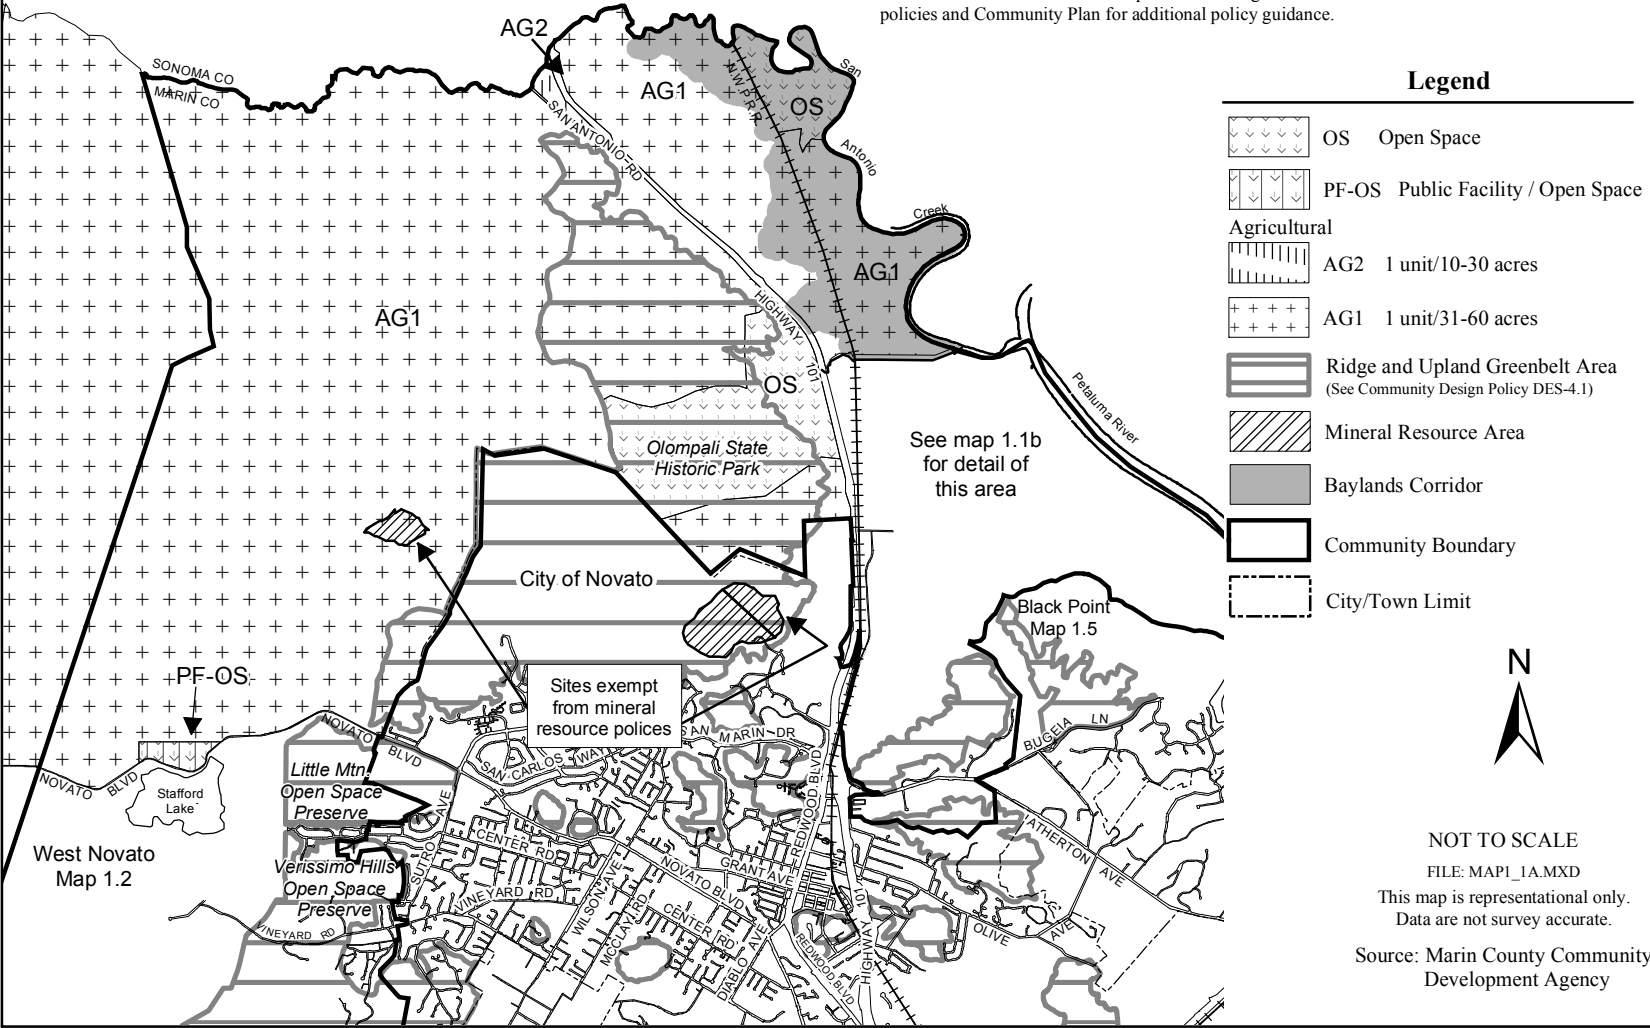 policies and Community Plan for additional policy guidance.
AG2
SONOMA CO
MARIN CO
SAN ANTONIO RD
AG1
N.W.P.R.R.
OS
San
Antonio
Creek
AG1
AG1
HIGHWAY 101
OS
Olompali State
Historic Park
Petaluma River
See map 1.1b
for detail of
this area
City of Novato
Black Point
Map 1.5
PF-OS
Sites exempt
from mineral
resource polices
NOVATO BLVD
NOVATO BLVD
Stafford
Lake
Little Mtn.
Open Space
Preserve
SAN CARLOS WAY
SAN MARIN DR
REDWOOD BLVD
BUGEIA LN
ATHERTON AVE
West Novato
Map 1.2
Verissimo Hills
Open Space
Preserve
SUTRO AVE
CENTER RD
VINEYARD RD
VINEYARD RD
WILSON AVE
MCCLAY RD
NOVATO BLVD
GRANT AVE
CENTER RD
DIABLO AVE
REDWOOD BLVD
HIGHWAY 101
OLIVE AVE
Legend
OS Open Space
PF-OS Public Facility / Open Space
Agricultural
AG2 1 unit/10-30 acres
AG1 1 unit/31-60 acres
Ridge and Upland Greenbelt Area
(See Community Design Policy DES-4.1)
Mineral Resource Area
Baylands Corridor
Community Boundary
City/Town Limit
N
NOT TO SCALE
FILE: MAP1_1A.MXD
This map is representational only.
Data are not survey accurate.
Source: Marin County Community
Development Agency